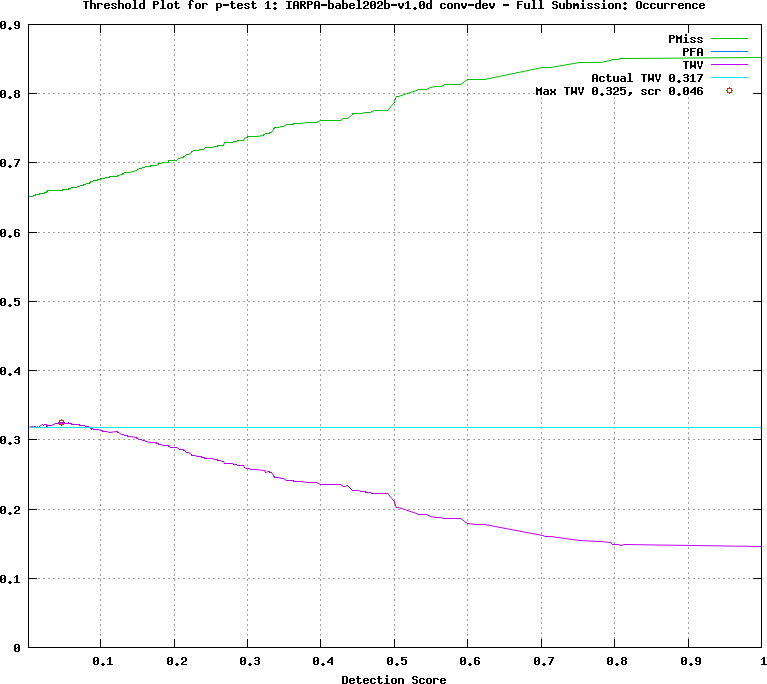 Threshold Plot for p-test 1: IARPA-babel202b-v1.0d conv-dev - Full Submission: Occurrence
PMiss
PFA
TWV
Actual TWV 0.317
Max TWV 0.325, scr 0.046
0.9
0.8
0.7
0.6
0.5
0.4
0.3
0.2
0.1
0
0.1 0.2 0.3 0.4 0.5 0.6 0.7 0.8 0.9 1
Detection Score